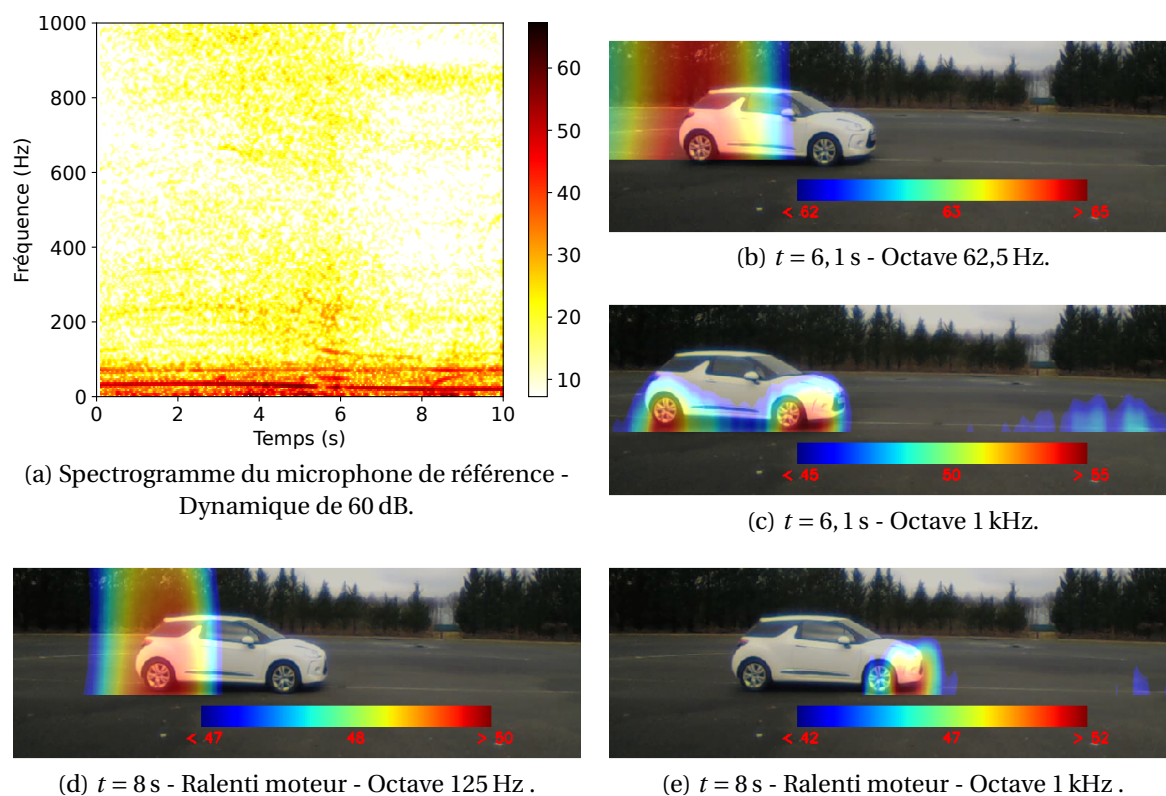 1000
800
600
400
200
0
Fréquence (Hz)
0 2 4 6 8 10
Temps (s)
60
50
40
30
20
10
(a) Spectrogramme du microphone de référence -
Dynamique de 60 dB.
< 62 63 > 65
(b) t = 6, 1 s - Octave 62,5 Hz.
< 45 50 > 55
(c) t = 6, 1 s - Octave 1 kHz.
< 47 48 > 50
(d) t = 8 s - Ralenti moteur - Octave 125 Hz .
< 42 47 > 52
(e) t = 8 s - Ralenti moteur - Octave 1 kHz .